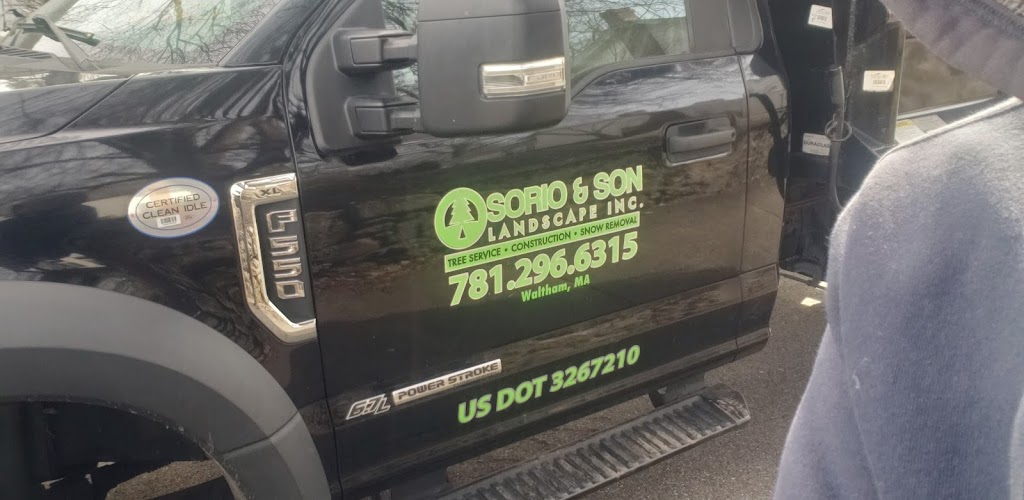 CERTIFIED
CLEAN IDLE
XL
F550
OSORIO & SON
LANDSCAPE INC.
TREE SERVICE • CONSTRUCTION • SNOW REMOVAL
781.296.6315
Waltham, MA
6.7L POWER STROKE
US DOT 3267210
DURACLASS